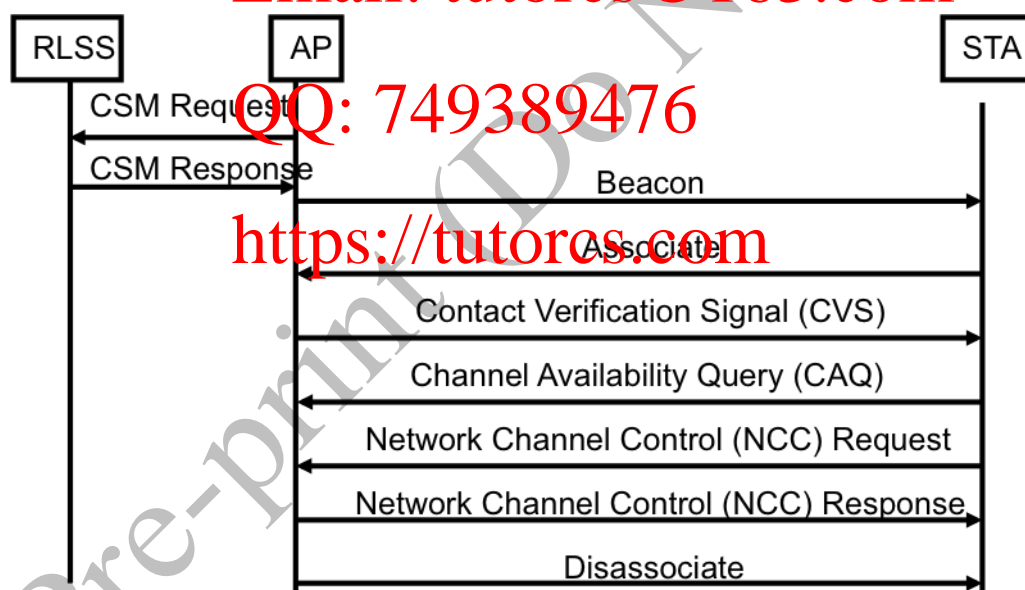 Email: tutorcs@163.com
RLSS
AP
STA
CSM Request
QQ: 749389476
CSM Response
Beacon
https://tutorcs.com
Associate
Contact Verification Signal (CVS)
Channel Availability Query (CAQ)
Network Channel Control (NCC) Request
Network Channel Control (NCC) Response
Disassociate
Pre-print (Do N